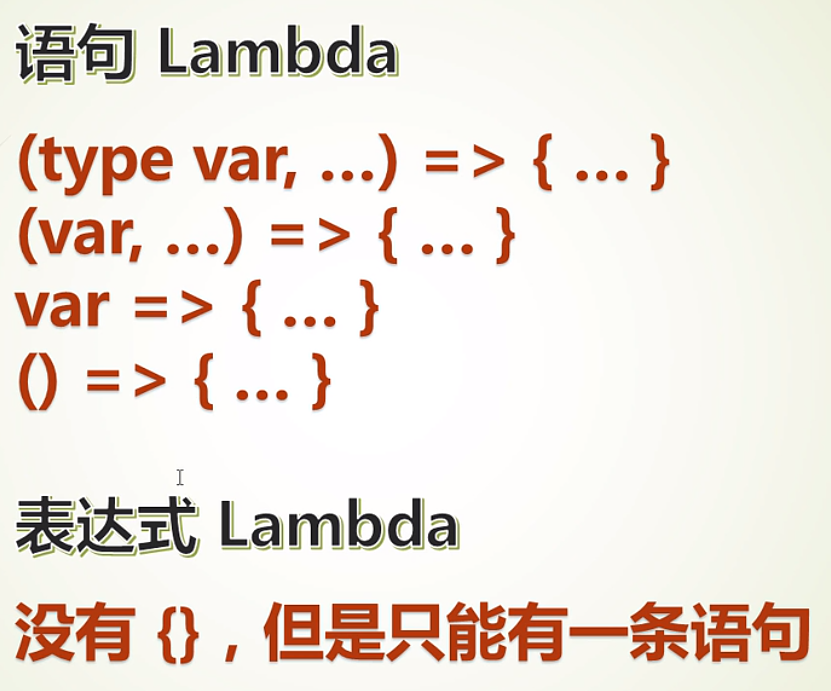 语句 Lambda
(type var, …) => { … }
(var, …) => { … }
var => { … }
() => { … }
表达式 Lambda
没有 {}，但是只能有一条语句